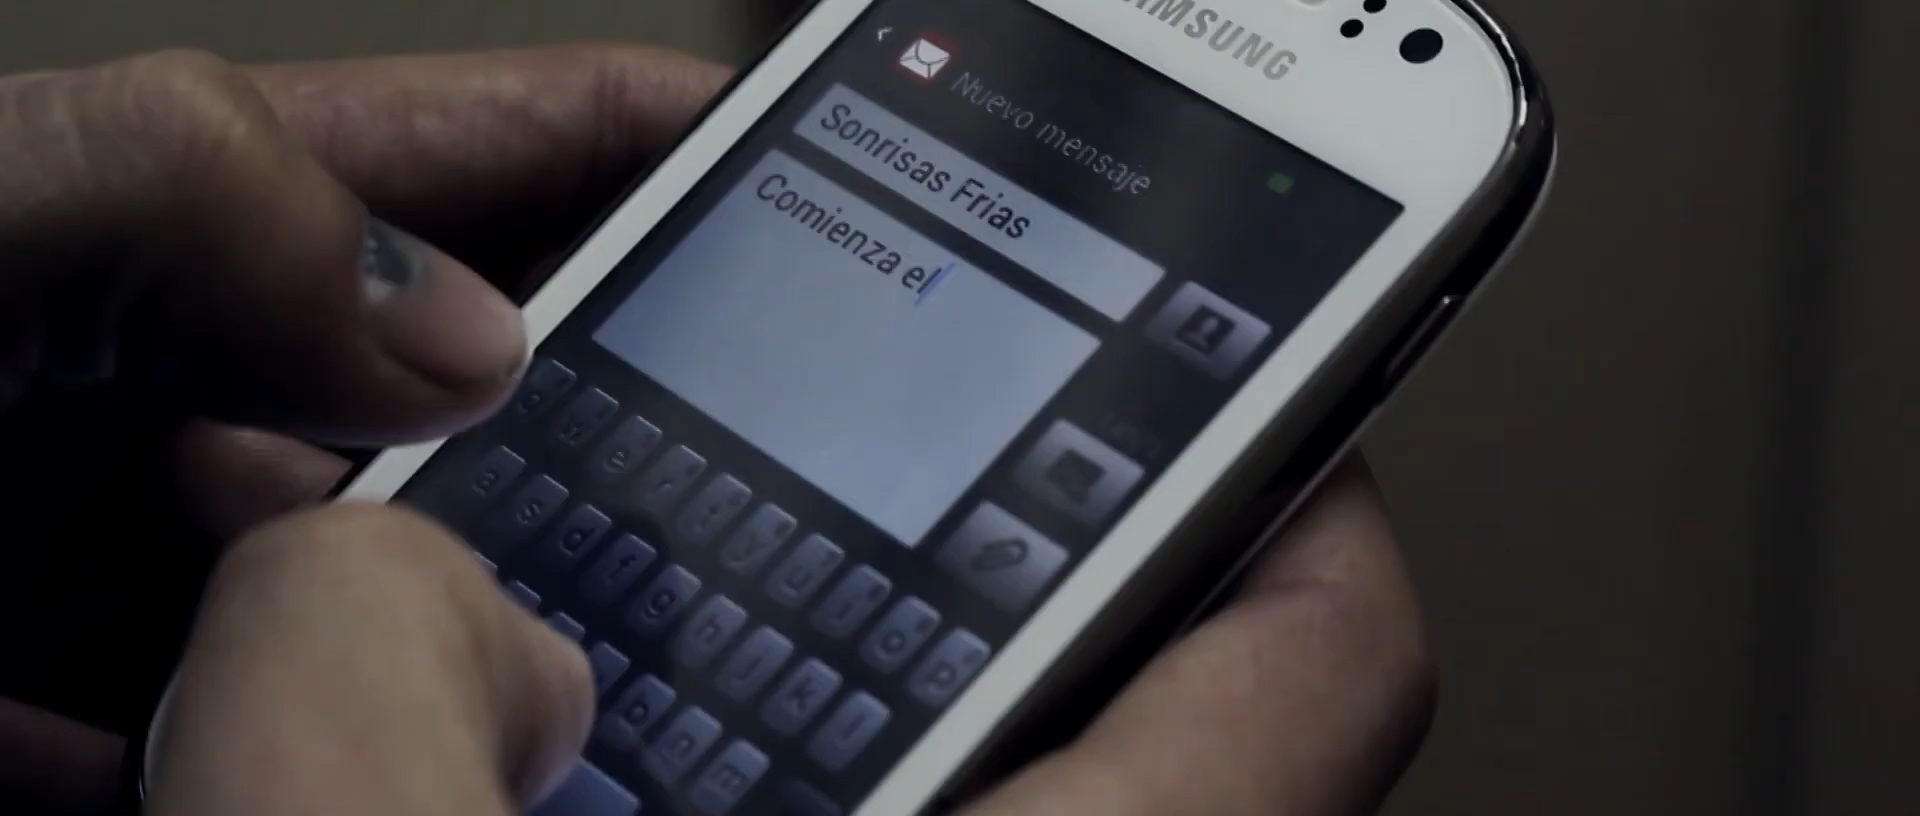 SAMSUNG
Nuevo mensaje
Sonrisas Frias
Comienza el
q w e r t y u i o p
a s d f g h j k l
b n m